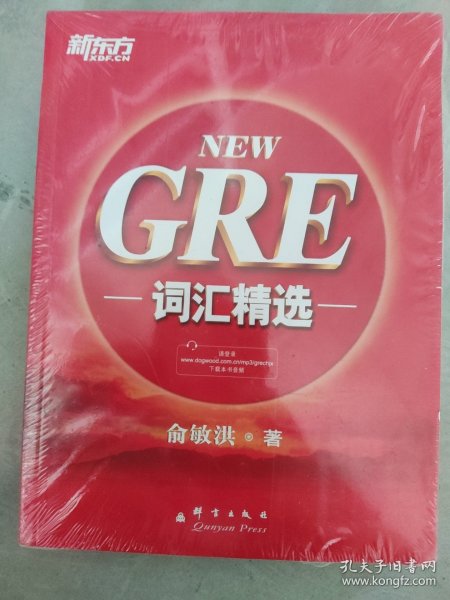 新东方
XDF.CN
NEW
GRE
词汇精选
请登录
www.dogwood.com.cn/mp3/grechjx
下载本书音频
俞敏洪 著
群言出版社
Qunyan Press
孔夫子旧书网
www.kongfz.com